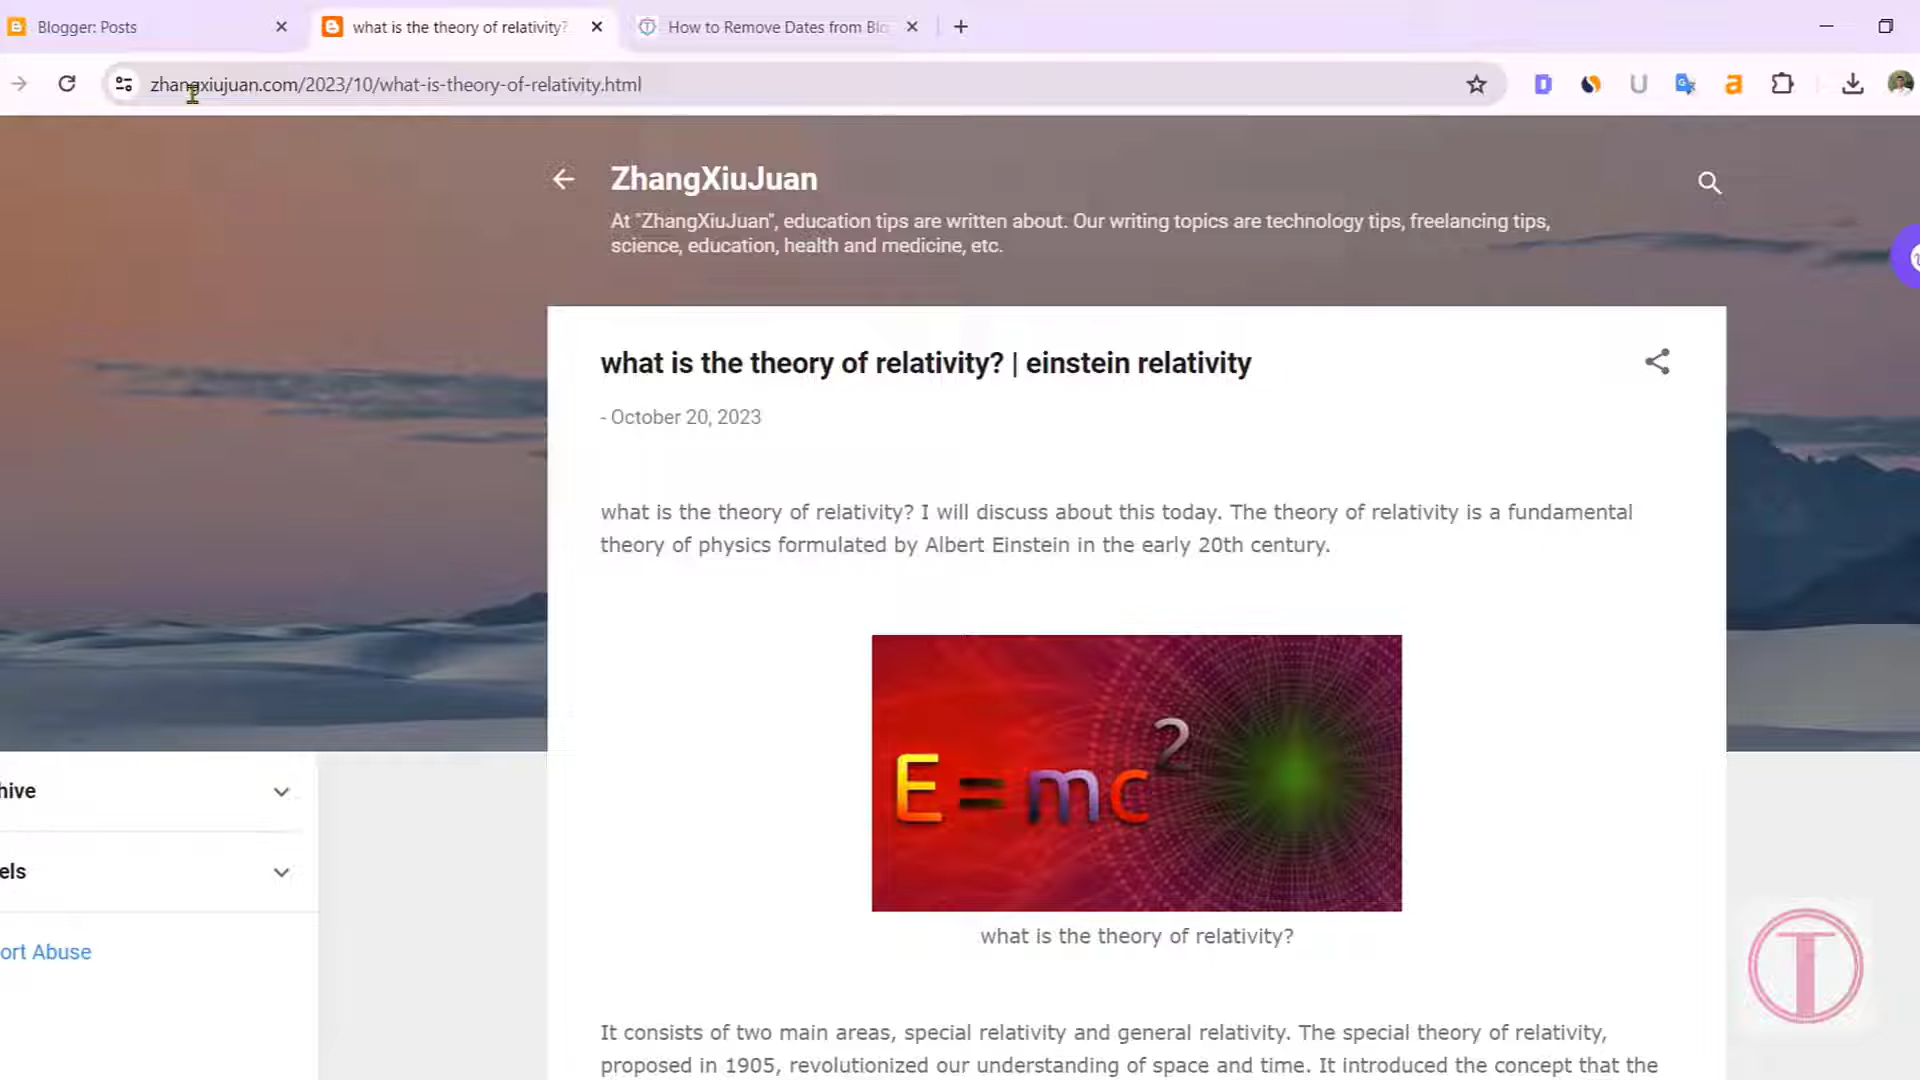 Blogger: Posts
what is the theory of relativity?
How to Remove Dates from Blo
zhangxiujuan.com/2023/10/what-is-theory-of-relativity.html
ZhangXiuJuan
At "ZhangXiuJuan", education tips are written about. Our writing topics are technology tips, freelancing tips,
science, education, health and medicine, etc.
what is the theory of relativity? | einstein relativity
- October 20, 2023
what is the theory of relativity? I will discuss about this today. The theory of relativity is a fundamental
theory of physics formulated by Albert Einstein in the early 20th century.
E = mc²
what is the theory of relativity?
hive
els
ort Abuse
It consists of two main areas, special relativity and general relativity. The special theory of relativity,
proposed in 1905, revolutionized our understanding of space and time. It introduced the concept that the
T